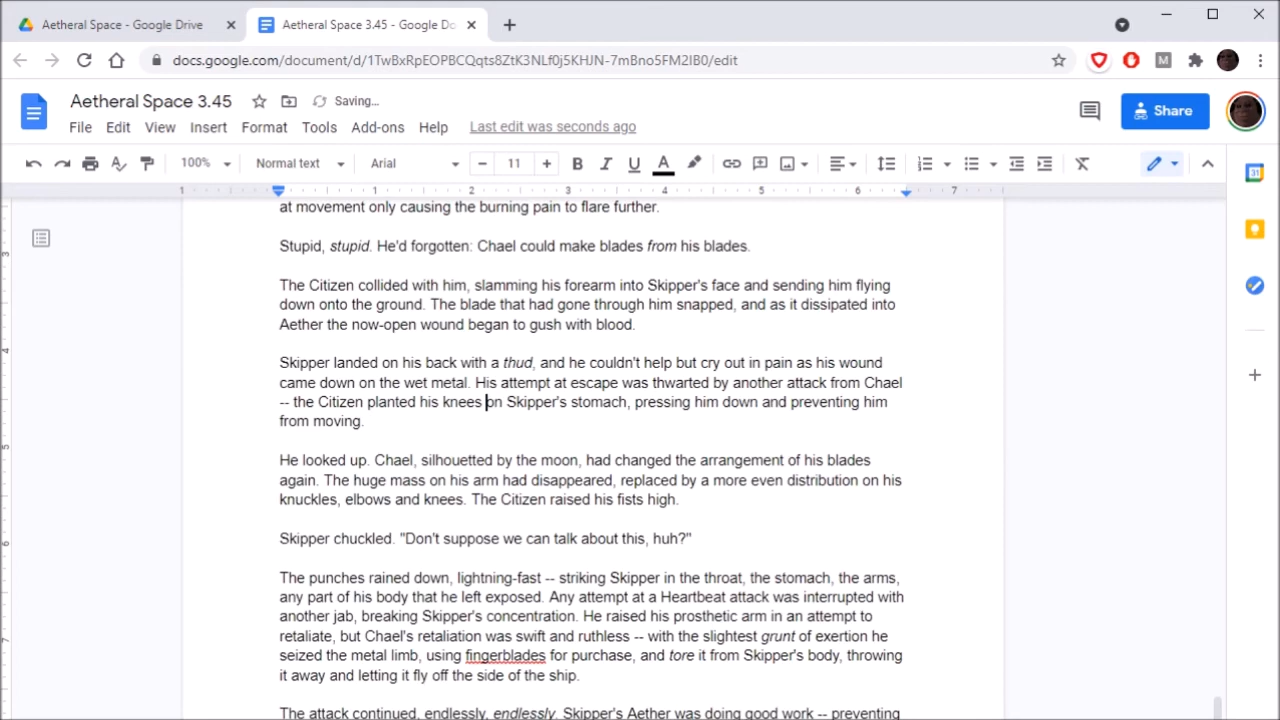 Aetheral Space - Google Drive
Aetheral Space 3.45 - Google Do
docs.google.com/document/d/1TwBxRpEOPBCQqts8ZtK3NLf0j5KHJN-7mBno5FM2IB0/edit
M
Aetheral Space 3.45
Saving...
Share
File Edit View Insert Format Tools Add-ons Help Last edit was seconds ago
100% Normal text Arial 11 B I U A
31
1 1 2 3 4 5 6 7
3
4
5
6
7
at movement only causing the burning pain to flare further.
Stupid, stupid. He'd forgotten: Chael could make blades from his blades.
The Citizen collided with him, slamming his forearm into Skipper's face and sending him flying
down onto the ground. The blade that had gone through him snapped, and as it dissipated into
Aether the now-open wound began to gush with blood.
Skipper landed on his back with a thud, and he couldn't help but cry out in pain as his wound
came down on the wet metal. His attempt at escape was thwarted by another attack from Chael
-- the Citizen planted his knees on Skipper's stomach, pressing him down and preventing him
from moving.
He looked up. Chael, silhouetted by the moon, had changed the arrangement of his blades
again. The huge mass on his arm had disappeared, replaced by a more even distribution on his
knuckles, elbows and knees. The Citizen raised his fists high.
Skipper chuckled. "Don't suppose we can talk about this, huh?"
The punches rained down, lightning-fast -- striking Skipper in the throat, the stomach, the arms,
any part of his body that he left exposed. Any attempt at a Heartbeat attack was interrupted with
another jab, breaking Skipper's concentration. He raised his prosthetic arm in an attempt to
retaliate, but Chael's retaliation was swift and ruthless -- with the slightest grunt of exertion he
seized the metal limb, using fingerblades for purchase, and tore it from Skipper's body, throwing
it away and letting it fly off the side of the ship.
The attack continued, endlessly, endlessly. Skipper's Aether was doing good work -- preventing